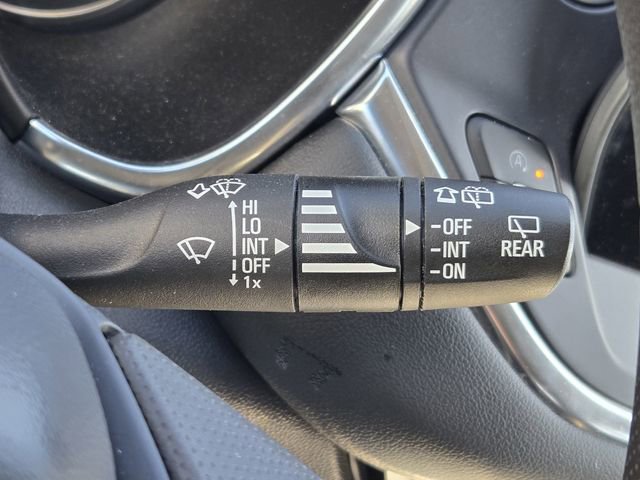 HI
LO
INT
OFF
1x
-OFF
-INT
-ON
REAR
A